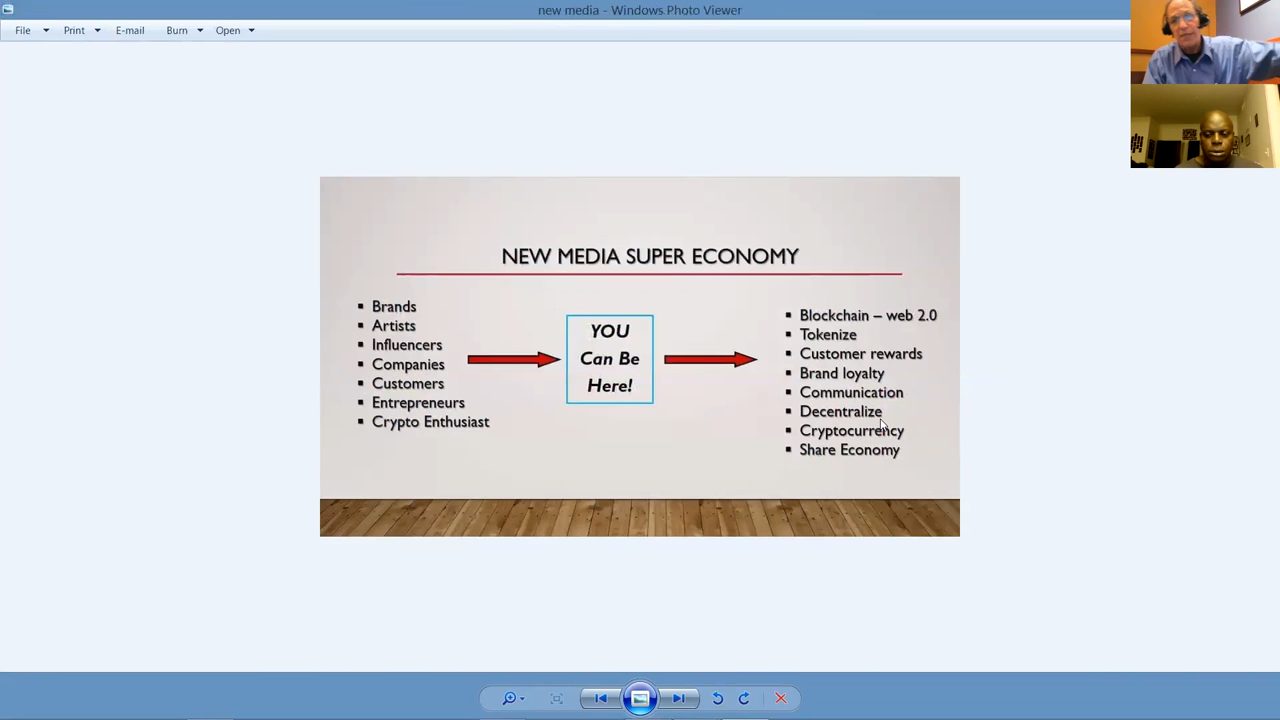 new media - Windows Photo Viewer
File Print E-mail Burn Open
NEW MEDIA SUPER ECONOMY
Brands
Artists
Influencers
Companies
Customers
Entrepreneurs
Crypto Enthusiast
YOU
Can Be
Here!
Blockchain – web 2.0
Tokenize
Customer rewards
Brand loyalty
Communication
Decentralize
Cryptocurrency
Share Economy